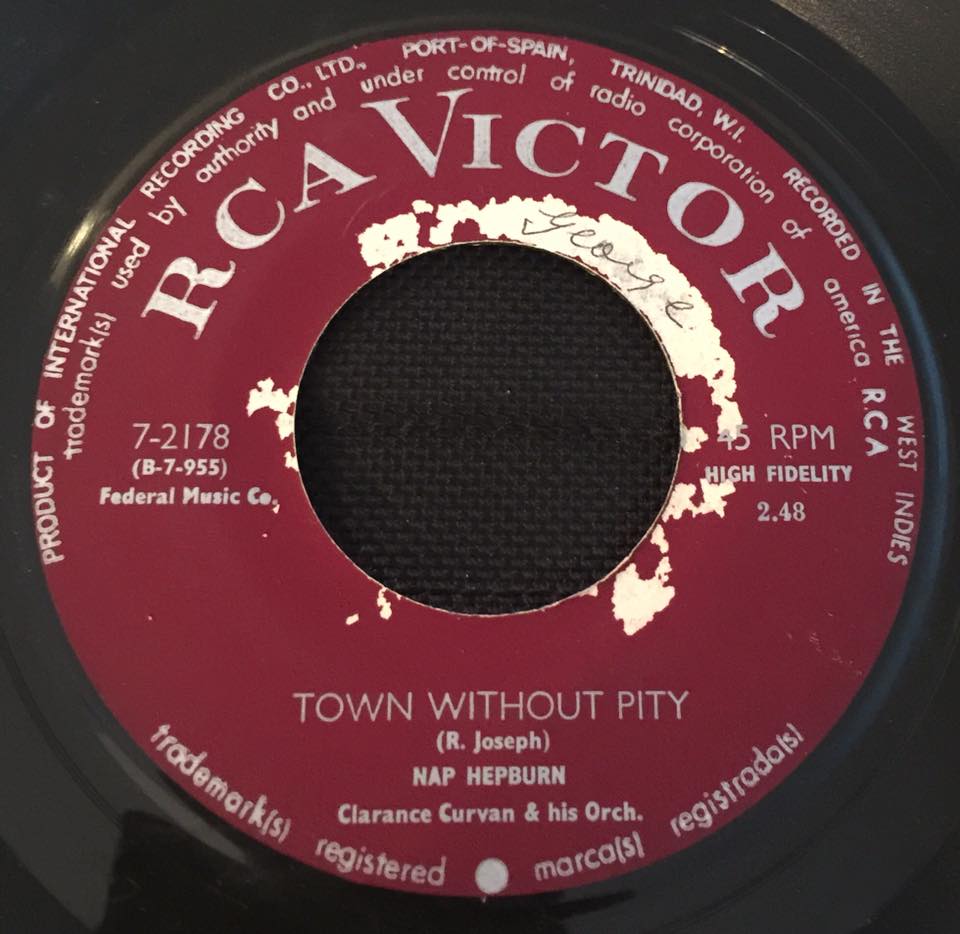 PRODUCT OF INTERNATIONAL RECORDING CO., LTD., PORT-OF-SPAIN, TRINIDAD, W.I. RECORDED IN THE WEST INDIES
trademark(s) used by authority and under control of radio corporation of america RCA
RCA VICTOR
George
7-2178
(B-7-955)
Federal Music Co.
45 RPM
HIGH FIDELITY
2.48
TOWN WITHOUT PITY
(R. Joseph)
NAP HEPBURN
Clarance Curvan & his Orch.
trademark(s) registered marca(s) registrada(s)